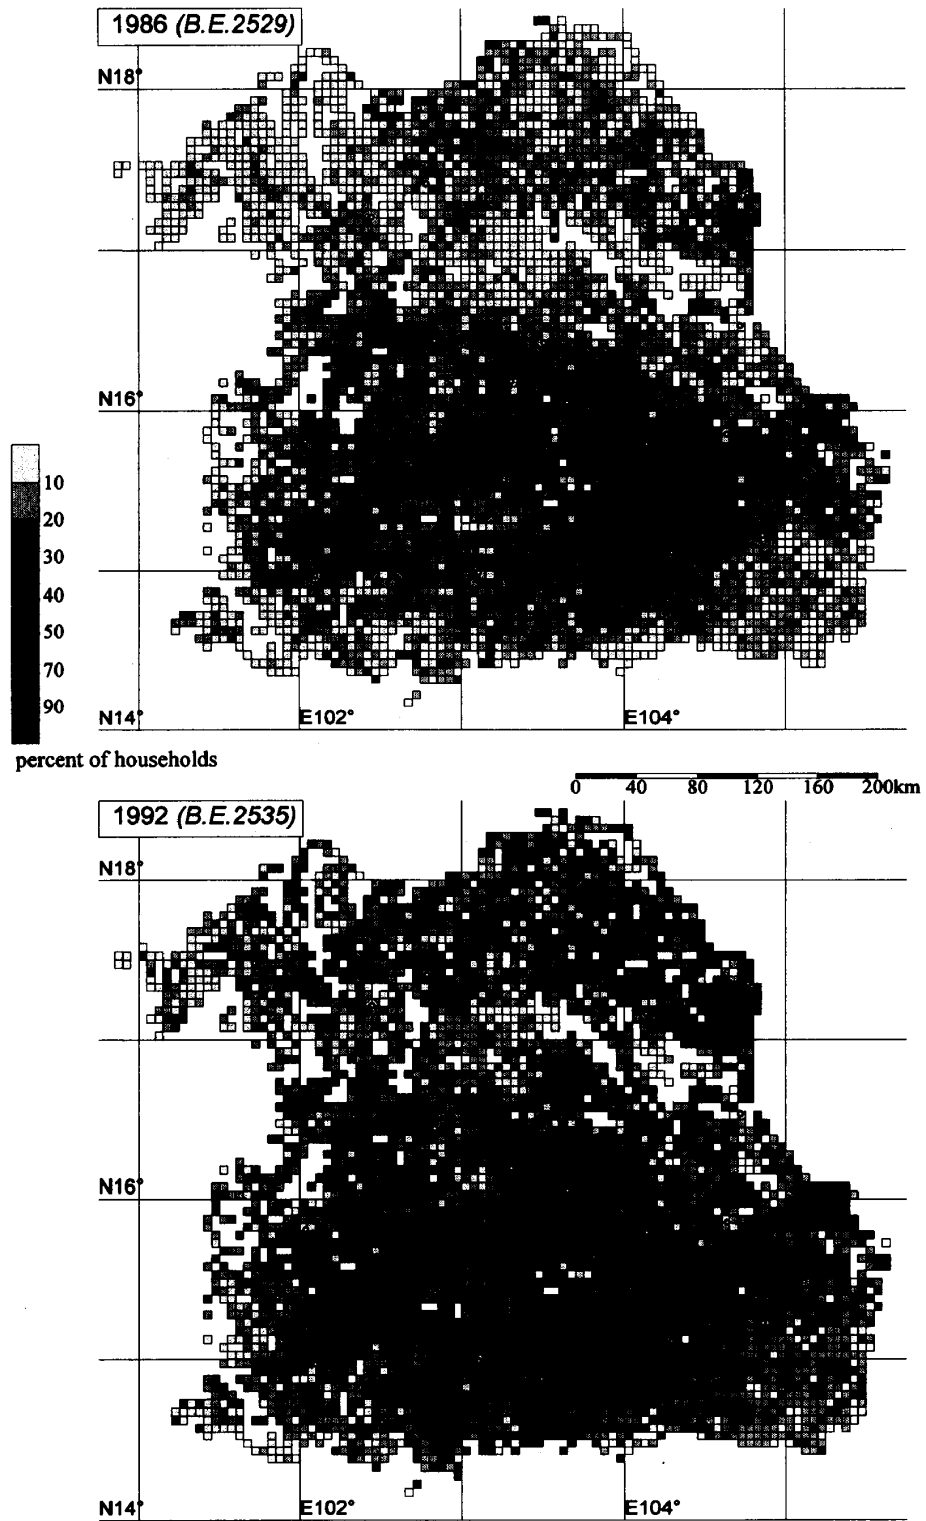 1986 (B.E.2529)
N18°
N16°
10
20
30
40
50
70
90
N14°
E102°
E104°
percent of households
0 40 80 120 160 200km
1992 (B.E.2535)
N18°
N16°
N14°
E102°
E104°